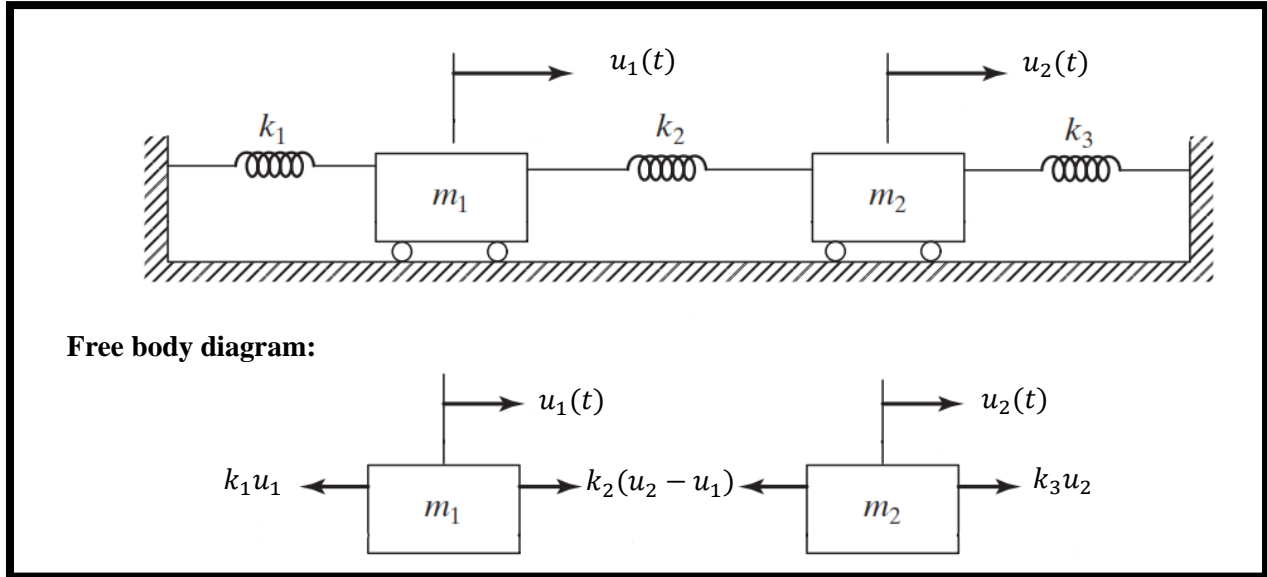 u₁(t) u₂(t)
k₁ k₂ k₃
m₁ m₂
Free body diagram:
u₁(t) u₂(t)
k₁u₁ k₂(u₂ − u₁) k₃u₂
m₁ m₂